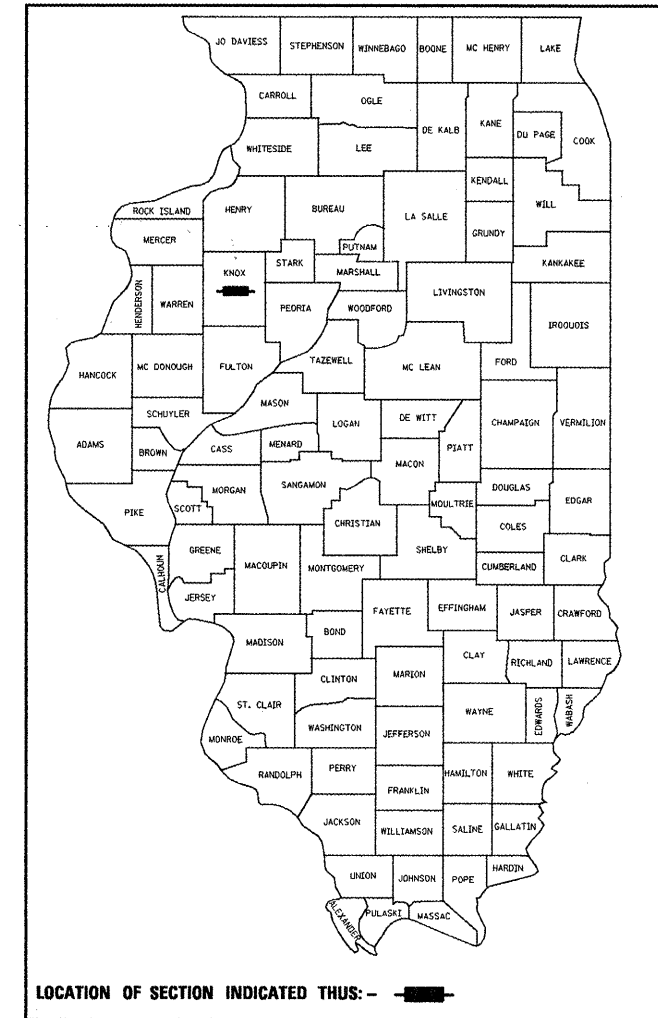 JO DAVIESS
STEPHENSON
WINNEBAGO
BOONE
MC HENRY
LAKE
CARROLL
OGLE
DE KALB
KANE
DU PAGE
COOK
WHITESIDE
LEE
KENDALL
WILL
ROCK ISLAND
HENRY
BUREAU
LA SALLE
GRUNDY
MERCER
PUTNAM
KANKAKEE
KNOX
STARK
MARSHALL
HENDERSON
WARREN
PEORIA
WOODFORD
LIVINGSTON
IROQUOIS
HANCOCK
MC DONOUGH
FULTON
TAZEWELL
MC LEAN
FORD
MASON
SCHUYLER
LOGAN
DE WITT
CHAMPAIGN
VERMILION
ADAMS
BROWN
CASS
MENARD
PIATT
MACON
PIKE
SCOTT
MORGAN
SANGAMON
MOULTRIE
DOUGLAS
EDGAR
CHRISTIAN
COLES
GREENE
MACOUPIN
MONTGOMERY
SHELBY
CUMBERLAND
CLARK
CALHOUN
JERSEY
FAYETTE
EFFINGHAM
JASPER
CRAWFORD
MADISON
BOND
CLAY
RICHLAND
LAWRENCE
CLINTON
MARION
ST. CLAIR
WAYNE
EDWARDS
WABASH
WASHINGTON
JEFFERSON
MONROE
RANDOLPH
PERRY
HAMILTON
WHITE
FRANKLIN
JACKSON
WILLIAMSON
SALINE
GALLATIN
UNION
JOHNSON
POPE
HARDIN
ALEXANDER
PULASKI
MASSAC
LOCATION OF SECTION INDICATED THUS: –